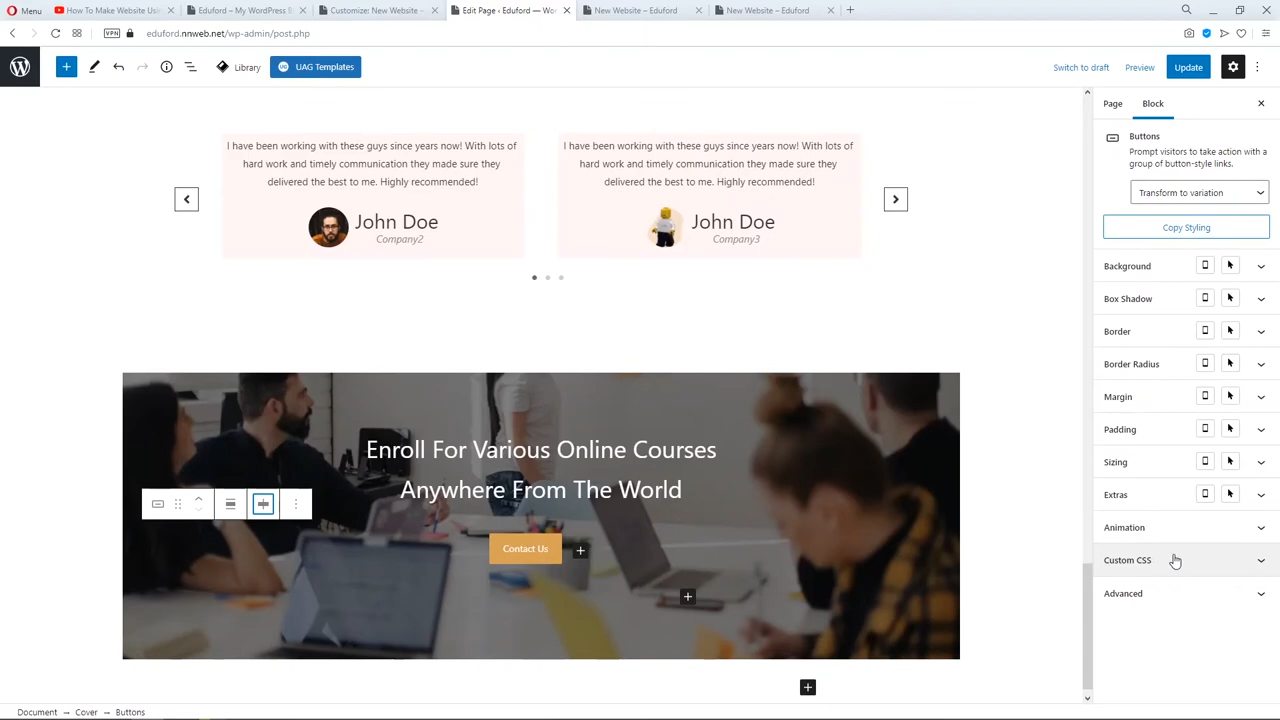 Menu
How To Make Website Usin
Eduford – My WordPress B
Customize: New Website –
Edit Page ‹ Eduford — Wo
New Website – Eduford
New Website – Eduford
VPN
eduford.nnweb.net/wp-admin/post.php
Library
UAG Templates
Switch to draft
Preview
Update
Page
Block
Buttons
Prompt visitors to take action with a
group of button-style links.
Transform to variation
Copy Styling
Background
Box Shadow
Border
Border Radius
Margin
Padding
Sizing
Extras
Animation
Custom CSS
Advanced
I have been working with these guys since years now! With lots of
hard work and timely communication they made sure they
delivered the best to me. Highly recommended!
John Doe
Company2
I have been working with these guys since years now! With lots of
hard work and timely communication they made sure they
delivered the best to me. Highly recommended!
John Doe
Company3
Enroll For Various Online Courses
Anywhere From The World
Contact Us
Document → Cover → Buttons